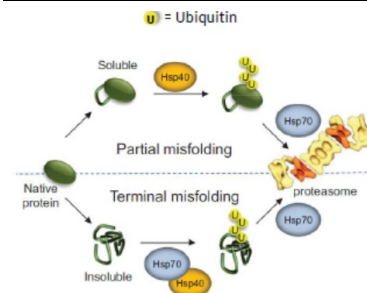 U = Ubiquitin
Soluble
Hsp40
U
U
U
U
Hsp70
Partial misfolding
Native
protein
Terminal misfolding
proteasome
U
U
U
U
Hsp70
Insoluble
Hsp70
Hsp40